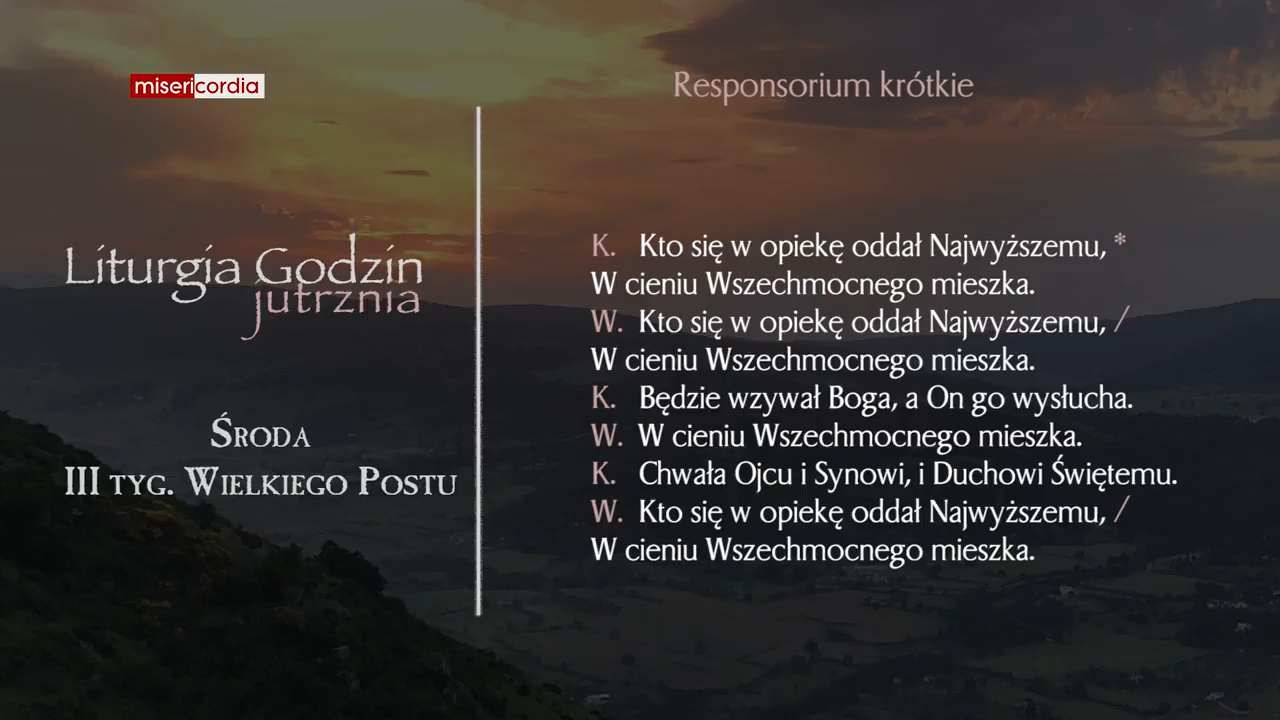 misericordia
Liturgia Godzin
jutrznia
Środa
III tyg. Wielkiego Postu
Responsorium krótkie
K. Kto się w opiekę oddał Najwyższemu, *
W cieniu Wszechmocnego mieszka.
W. Kto się w opiekę oddał Najwyższemu, /
W cieniu Wszechmocnego mieszka.
K. Będzie wzywał Boga, a On go wysłucha.
W. W cieniu Wszechmocnego mieszka.
K. Chwała Ojcu i Synowi, i Duchowi Świętemu.
W. Kto się w opiekę oddał Najwyższemu, /
W cieniu Wszechmocnego mieszka.